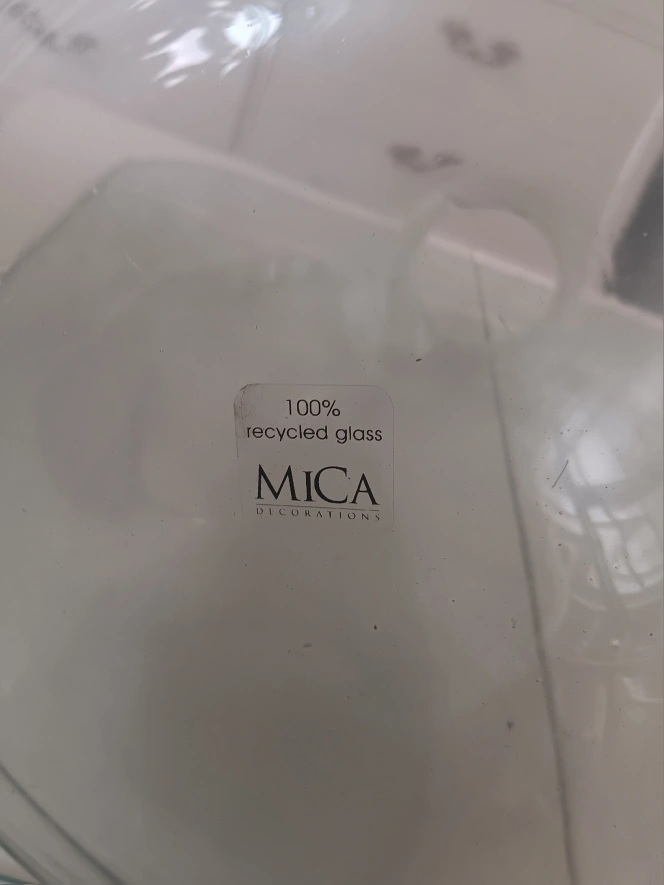 100%
recycled glass
MICA
DECORATIONS